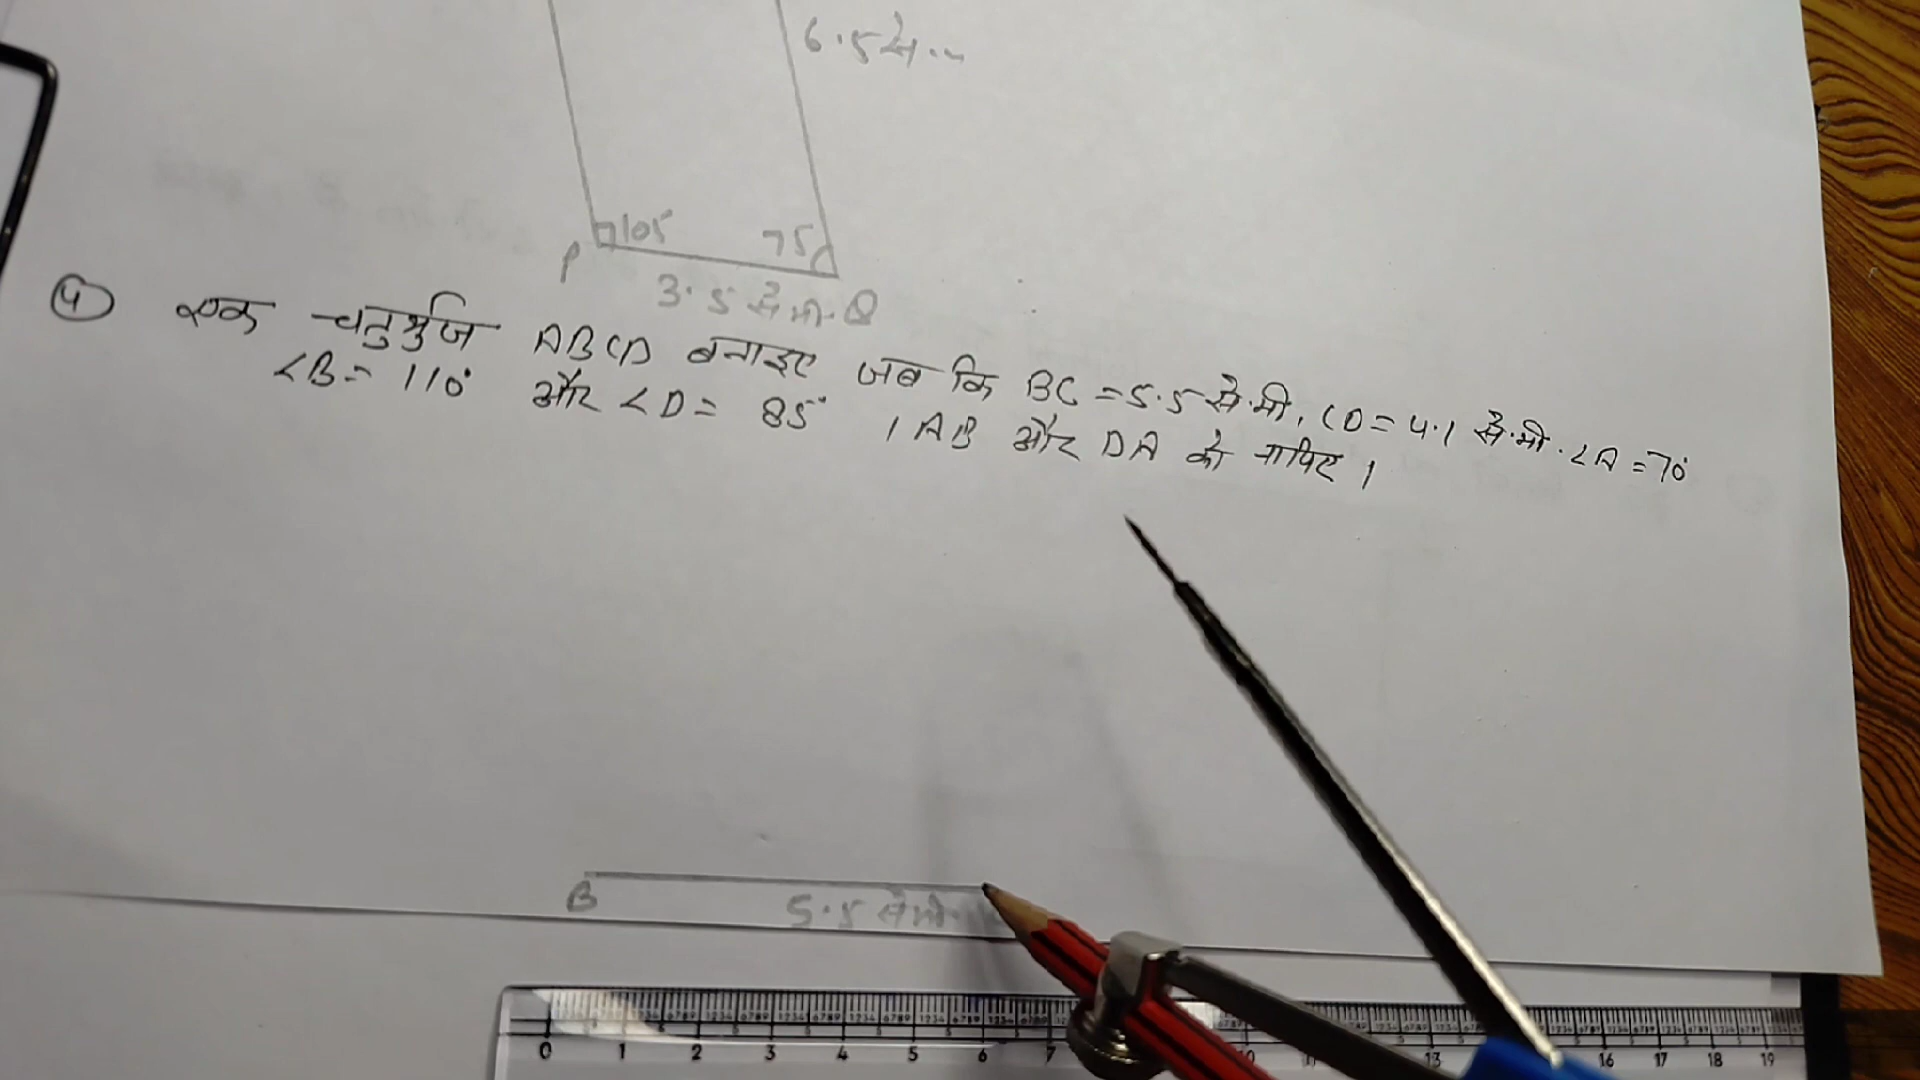 6.5 से.
105
75
P
3.5 से.मी. Q
4 एक चतुर्भुज ABCD बनाइए जब कि BC = 5.5 से.मी., CD = 4.1 से.मी. ∠A = 70°
∠B = 110° और ∠D = 85° । AB और DA को नापिए ।
B
5.5 सेमी.
0 1 2 3 4 5 6 7 10 13 16 17 18 19